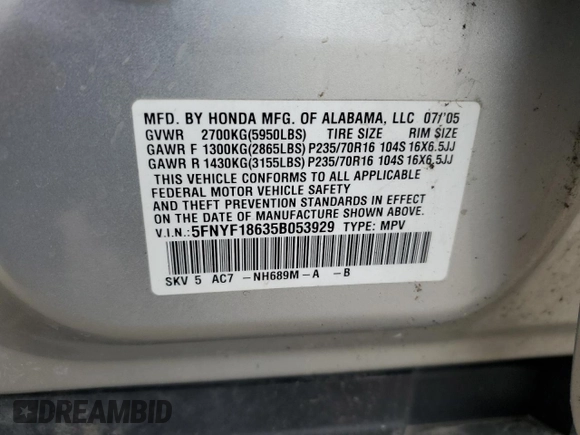 MFD. BY HONDA MFG. OF ALABAMA, LLC 07/'05
GVWR 2700KG(5950LBS) TIRE SIZE RIM SIZE
GAWR F 1300KG(2865LBS) P235/70R16 104S 16X6.5JJ
GAWR R 1430KG(3155LBS) P235/70R16 104S 16X6.5JJ
THIS VEHICLE CONFORMS TO ALL APPLICABLE
FEDERAL MOTOR VEHICLE SAFETY
AND THEFT PREVENTION STANDARDS IN EFFECT
ON THE DATE OF MANUFACTURE SHOWN ABOVE.
V.I.N.: 5FNYF18635B053929 TYPE: MPV
SKV 5 AC7 -NH689M-A -B
DREAMBID